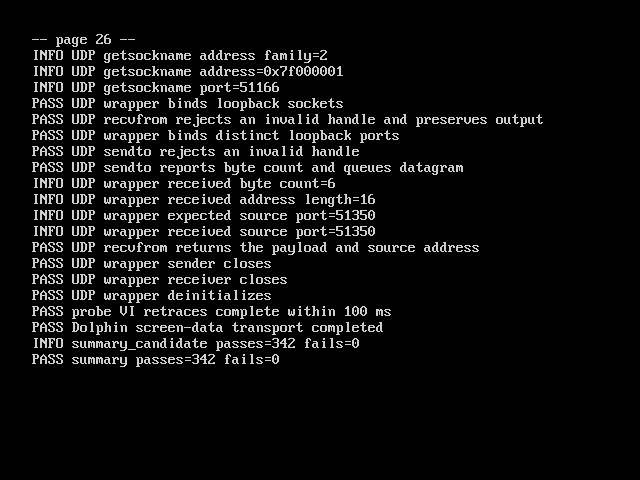 -- page 26 --
INFO UDP getsockname address family=2
INFO UDP getsockname address=0x7f000001
INFO UDP getsockname port=51166
PASS UDP wrapper binds loopback sockets
PASS UDP recvfrom rejects an invalid handle and preserves output
PASS UDP wrapper binds distinct loopback ports
PASS UDP sendto rejects an invalid handle
PASS UDP sendto reports byte count and queues datagram
INFO UDP wrapper received byte count=6
INFO UDP wrapper received address length=16
INFO UDP wrapper expected source port=51350
INFO UDP wrapper received source port=51350
PASS UDP recvfrom returns the payload and source address
PASS UDP wrapper sender closes
PASS UDP wrapper receiver closes
PASS UDP wrapper deinitializes
PASS probe VI retraces complete within 100 ms
PASS Dolphin screen-data transport completed
INFO summary_candidate passes=342 fails=0
PASS summary passes=342 fails=0